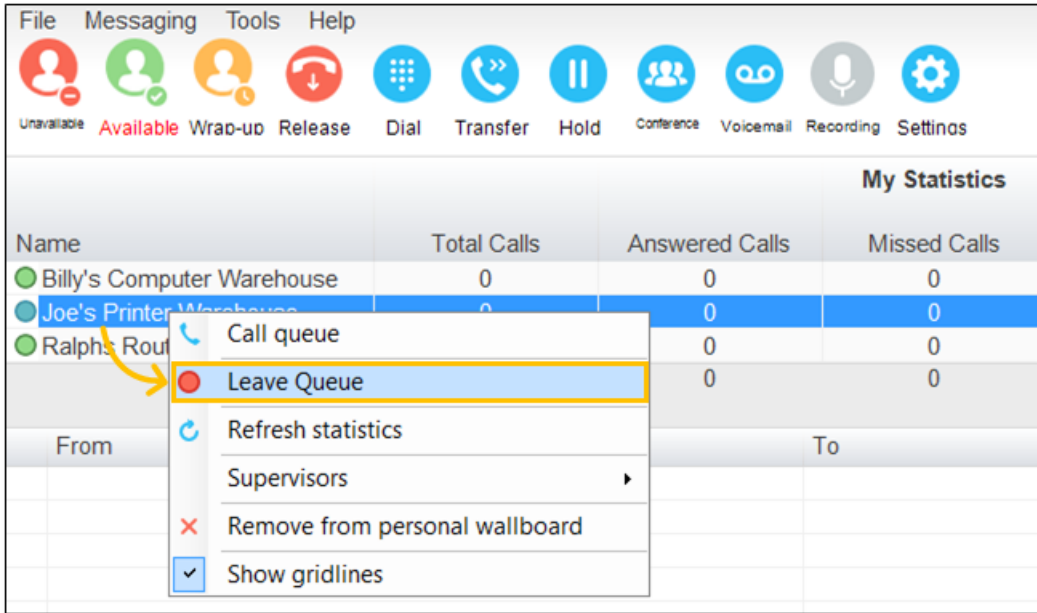 File Messaging Tools Help
Unavailable Available Wrap-up Release Dial Transfer Hold Conference Voicemail Recording Settings
My Statistics
Name Total Calls Answered Calls Missed Calls
Billy's Computer Warehouse 0 0 0
Joe's Printer Warehouse 0 0 0
Ralphs 0 0
Call queue
0 0
Leave Queue
Refresh statistics
From To
Supervisors
Remove from personal wallboard
Show gridlines